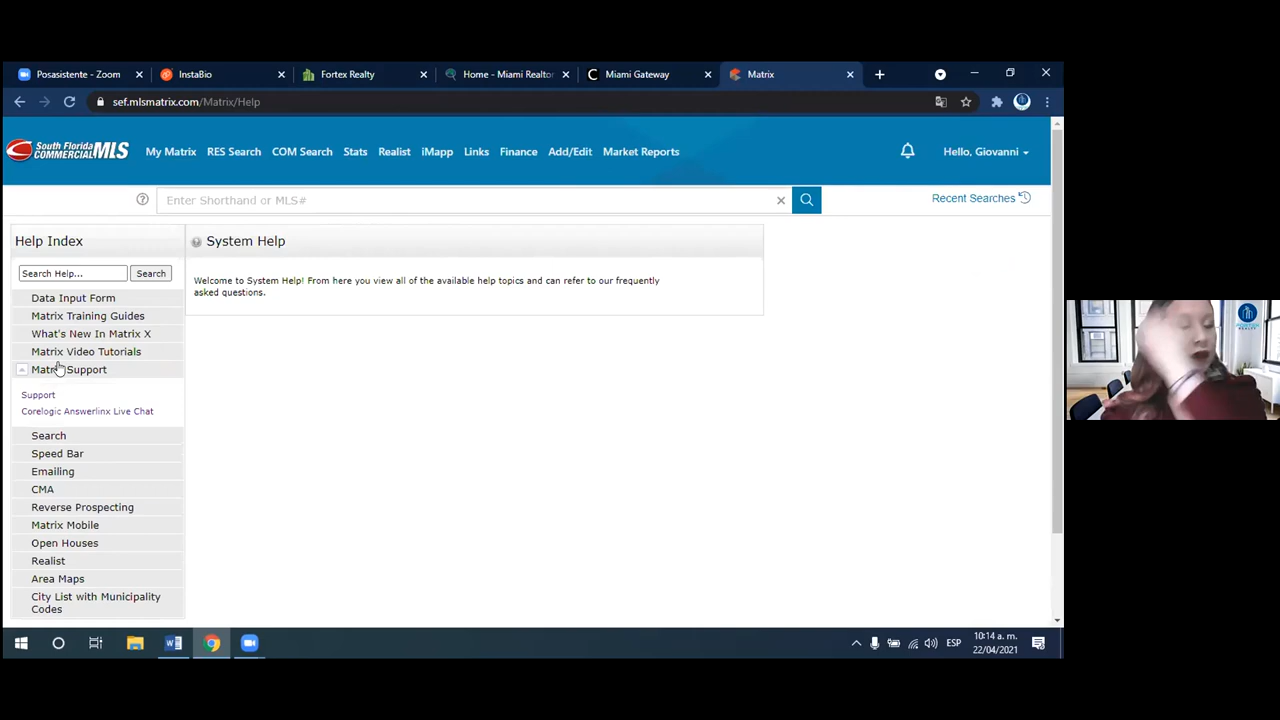 Posasistente - Zoom
InstaBio
Fortex Realty
Home - Miami Realtor
Miami Gateway
Matrix
sef.mlsmatrix.com/Matrix/Help
South Florida
COMMERCIAL MLS
My Matrix
RES Search
COM Search
Stats
Realist
iMapp
Links
Finance
Add/Edit
Market Reports
Hello, Giovanni
Enter Shorthand or MLS#
Recent Searches
Help Index
System Help
Search Help...
Search
Welcome to System Help! From here you view all of the available help topics and can refer to our frequently
asked questions.
Data Input Form
Matrix Training Guides
What's New In Matrix X
Matrix Video Tutorials
Matrix Support
Support
Corelogic Answerlinx Live Chat
Search
Speed Bar
Emailing
CMA
Reverse Prospecting
Matrix Mobile
Open Houses
Realist
Area Maps
City List with Municipality
Codes
ESP
10:14 a. m.
22/04/2021
REALTY